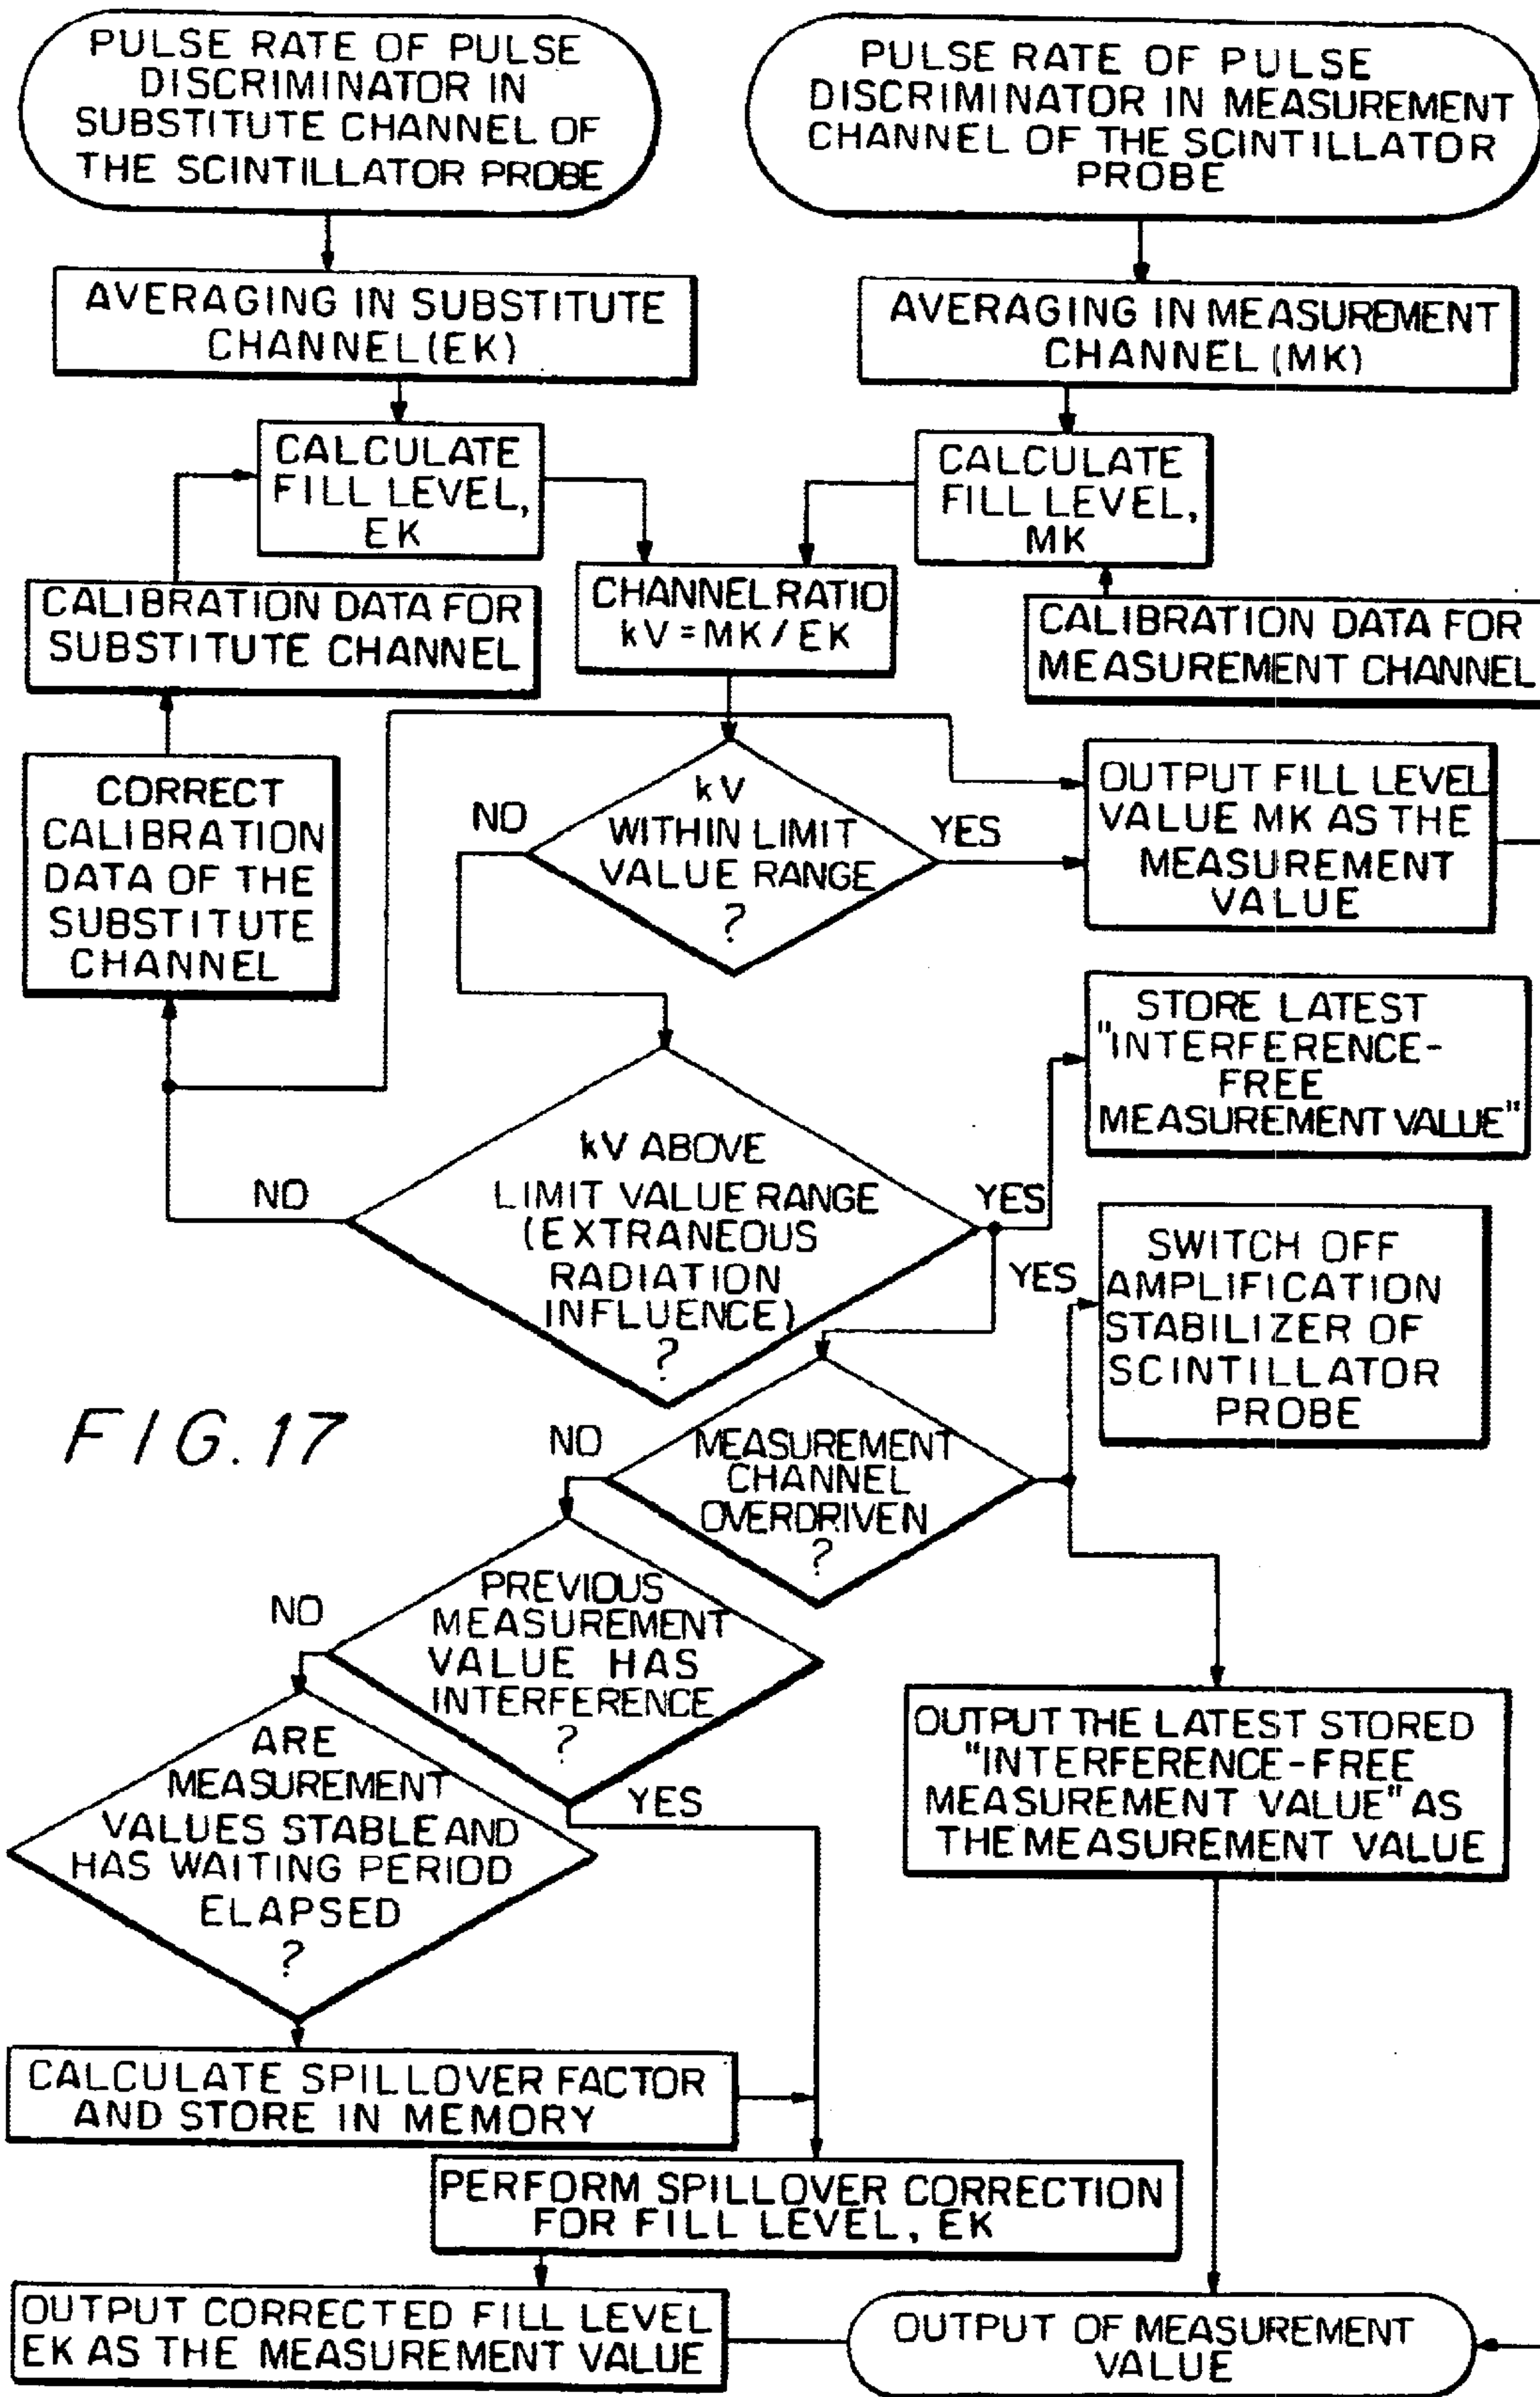 PULSE RATE OF PULSE
DISCRIMINATOR IN
SUBSTITUTE CHANNEL OF
THE SCINTILLATOR PROBE
PULSE RATE OF PULSE
DISCRIMINATOR IN MEASUREMENT
CHANNEL OF THE SCINTILLATOR
PROBE
AVERAGING IN SUBSTITUTE
CHANNEL(EK)
AVERAGING IN MEASUREMENT
CHANNEL (MK)
CALCULATE
FILL LEVEL,
EK
CALCULATE
FILL LEVEL,
MK
CALIBRATION DATA FOR
SUBSTITUTE CHANNEL
CHANNEL RATIO
kV = MK / EK
CALIBRATION DATA FOR
MEASUREMENT CHANNEL
CORRECT
CALIBRATION
DATA OF THE
SUBSTITUTE
CHANNEL
NO
kV
WITHIN LIMIT
VALUE RANGE
?
YES
OUTPUT FILL LEVEL
VALUE MK AS THE
MEASUREMENT
VALUE
STORE LATEST
"INTERFERENCE-
FREE
MEASUREMENT VALUE"
NO
kV ABOVE
LIMIT VALUE RANGE
(EXTRANEOUS
RADIATION
INFLUENCE)
?
YES
YES
SWITCH OFF
AMPLIFICATION
STABILIZER OF
SCINTILLATOR
PROBE
FIG. 17
NO
MEASUREMENT
CHANNEL
OVERDRIVEN
?
NO
PREVIOUS
MEASUREMENT
VALUE HAS
INTERFERENCE
?
YES
ARE
MEASUREMENT
VALUES STABLE AND
HAS WAITING PERIOD
ELAPSED
?
OUTPUT THE LATEST STORED
"INTERFERENCE-FREE
MEASUREMENT VALUE" AS
THE MEASUREMENT VALUE
CALCULATE SPILLOVER FACTOR
AND STORE IN MEMORY
PERFORM SPILLOVER CORRECTION
FOR FILL LEVEL, EK
OUTPUT CORRECTED FILL LEVEL
EK AS THE MEASUREMENT VALUE
OUTPUT OF MEASUREMENT
VALUE